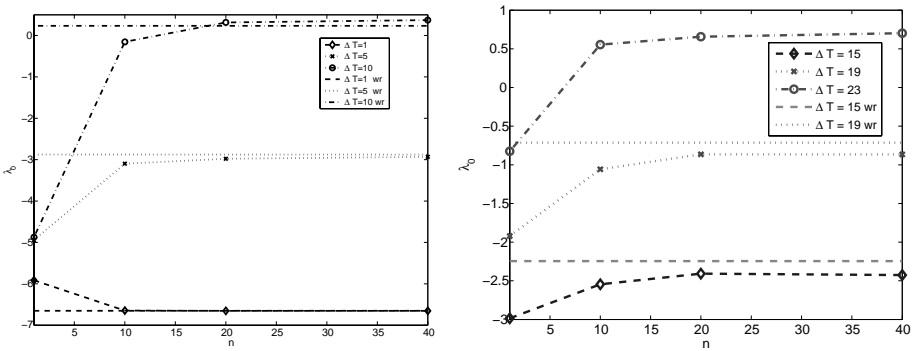 0
−1
−2
−3
−4
−5
−6
−7
λ0
5 10 15 20 25 30 35 40
n
Δ T=1
Δ T=5
Δ T=10
Δ T=1 wr
Δ T=5 wr
Δ T=10 wr
1
0.5
0
−0.5
−1
−1.5
−2
−2.5
−3
λ0
5 10 15 20 25 30 35 40
n
Δ T = 15
Δ T = 19
Δ T = 23
Δ T = 15 wr
Δ T = 19 wr